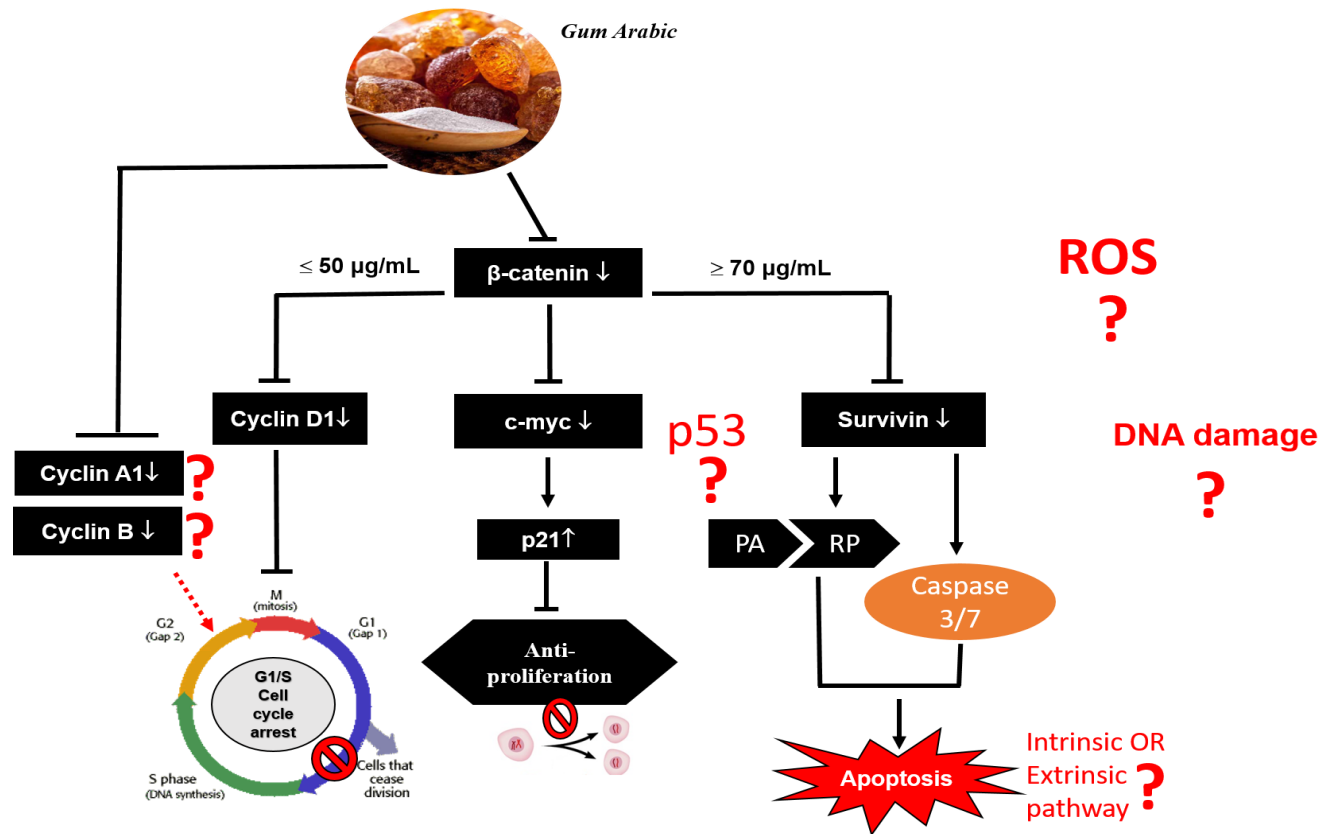 Gum Arabic
≤ 50 µg/mL
β-catenin ↓
≥ 70 µg/mL
ROS
?
Cyclin D1↓
c-myc ↓
p53
?
Survivin ↓
DNA damage
?
Cyclin A1↓
?
Cyclin B ↓
?
p21↑
PA
RP
Caspase
3/7
M
(mitosis)
G2
(Gap 2)
G1
(Gap 1)
G1/S
Cell
cycle
arrest
S phase
(DNA synthesis)
Cells that
cease
division
Anti-
proliferation
Apoptosis
Intrinsic OR
Extrinsic
pathway
?